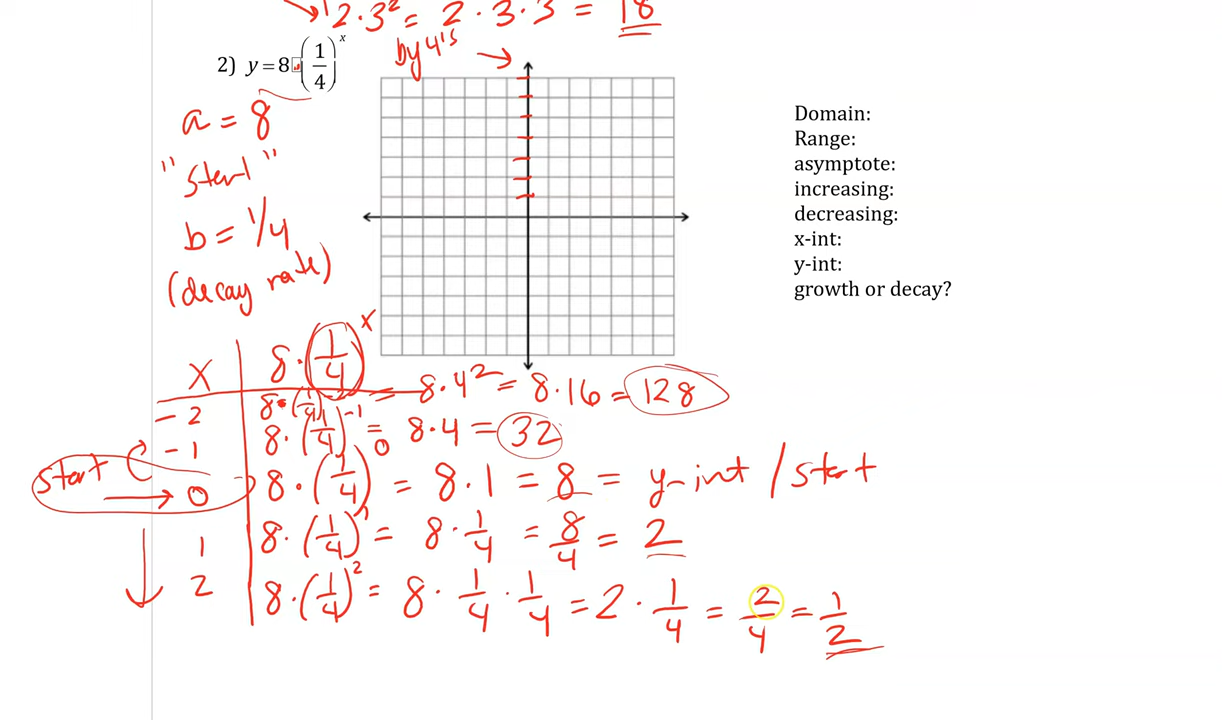 2 · 3² = 2 · 3 · 3 = 18
2) y = 8 · (1/4)^x
by 4's
a = 8
"start"
b = 1/4
(decay rate)
Domain:
Range:
asymptote:
increasing:
decreasing:
x-int:
y-int:
growth or decay?
x 8 · (1/4)^x
-2 8 · (1/4)^-2 = 8 · 4² = 8 · 16 = 128
-1 8 · (1/4)^-1 = 8 · 4 = 32
start 0 8 · (1/4)^0 = 8 · 1 = 8 = y-int / start
1 8 · (1/4)^1 = 8 · 1/4 = 8/4 = 2
2 8 · (1/4)^2 = 8 · 1/4 · 1/4 = 2 · 1/4 = 2/4 = 1/2